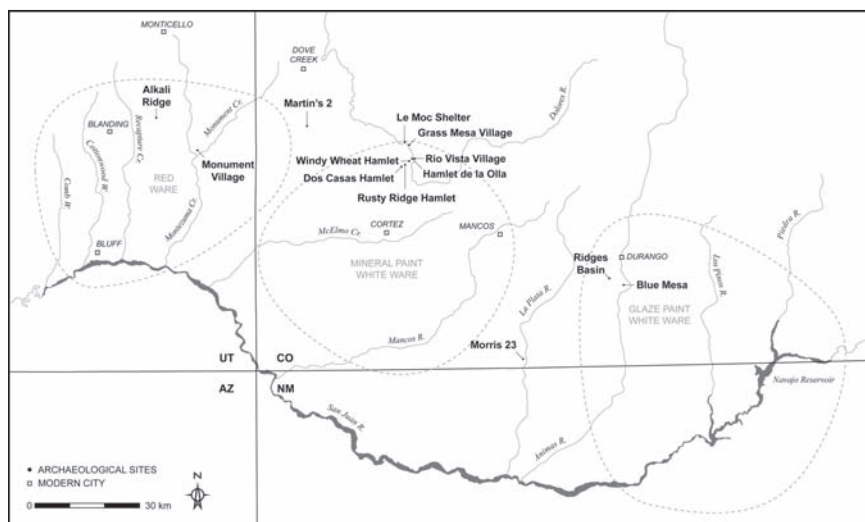 MONTICELLO
DOVE
CREEK
Alkali
Ridge
Martin's 2
Monument Cr.
Dolores R.
Le Moc Shelter
Grass Mesa Village
BLANDING
Recapture Cr.
Cottonwood W.
Monument
Village
Windy Wheat Hamlet
Rio Vista Village
Dos Casas Hamlet
Hamlet de la Olla
RED
WARE
Rusty Ridge Hamlet
Comb W.
Montezuma Cr.
McElmo Cr.
CORTEZ
MANCOS
Piedra R.
BLUFF
Ridges
Basin
DURANGO
Los Pinos R.
MINERAL PAINT
WHITE WARE
La Plata R.
Blue Mesa
GLAZE PAINT
WHITE WARE
Mancos R.
Morris 23
UT
CO
AZ
NM
Navajo Reservoir
San Juan R.
Animas R.
ARCHAEOLOGICAL SITES
MODERN CITY
N
0 30 km